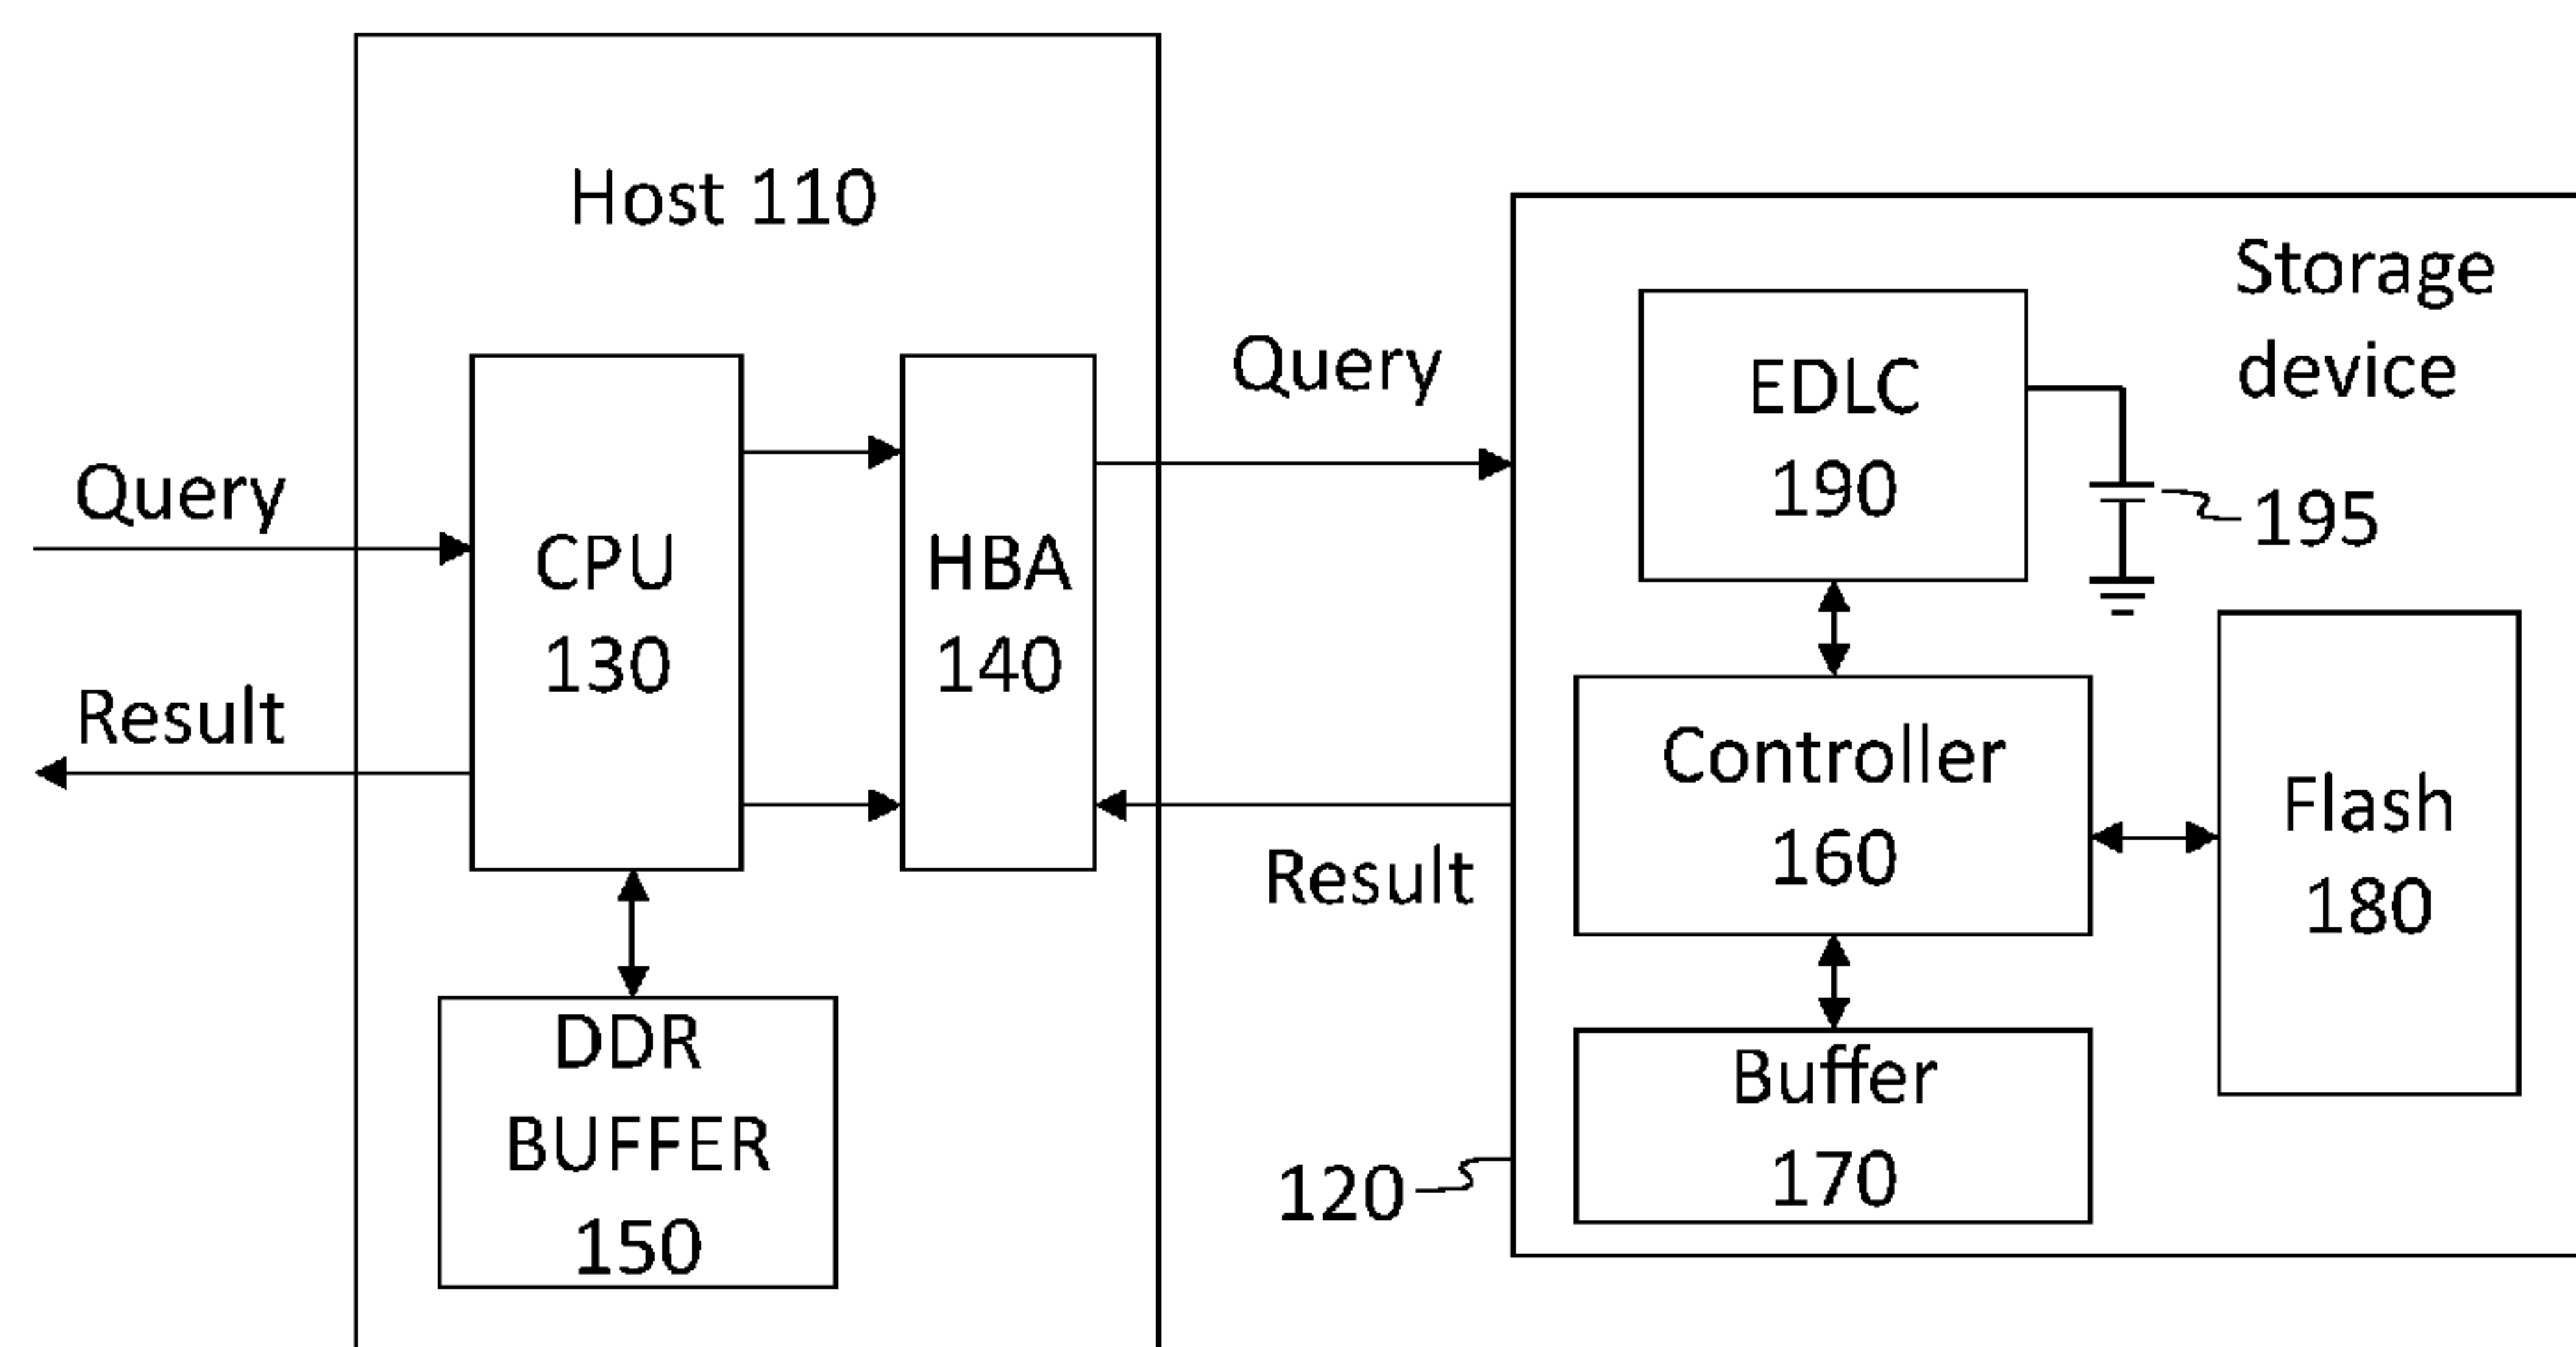 Host 110
Query
Result
CPU
130
HBA
140
DDR
BUFFER
150
Query
Result
120
Storage
device
EDLC
190
195
Controller
160
Flash
180
Buffer
170